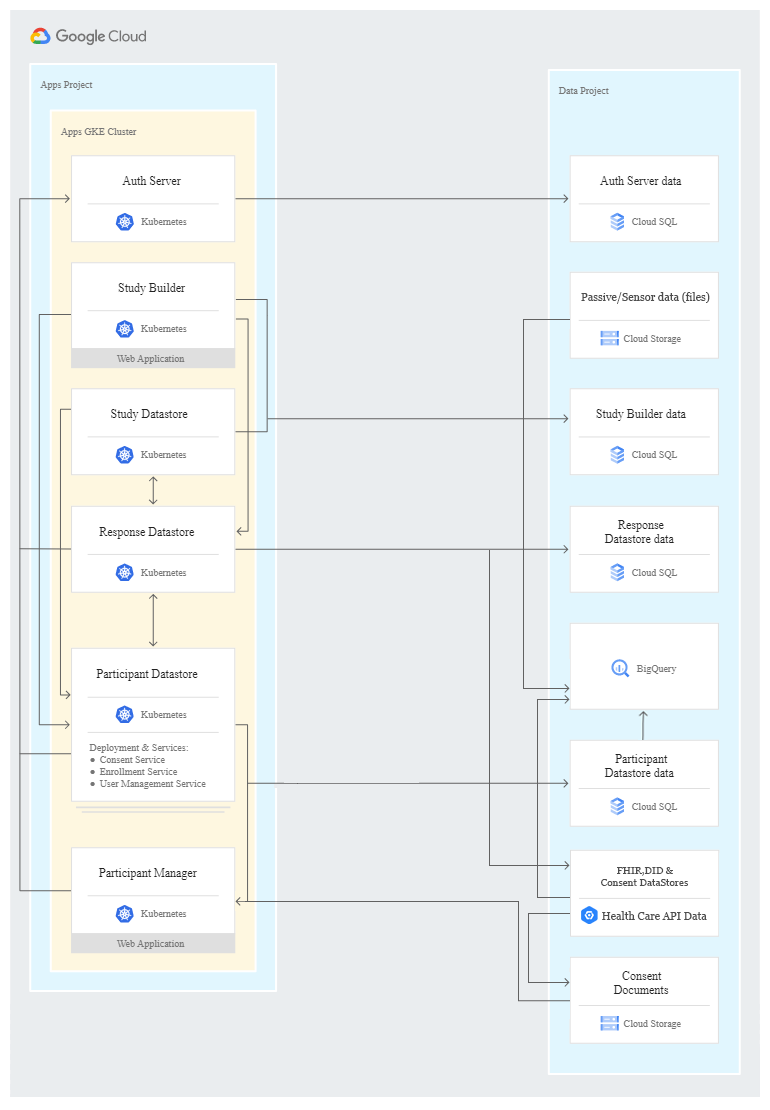 Google Cloud
Apps Project
Apps GKE Cluster
Auth Server
Kubernetes
Study Builder
Kubernetes
Web Application
Study Datastore
Kubernetes
Response Datastore
Kubernetes
Participant Datastore
Kubernetes
Deployment & Services:
● Consent Service
● Enrollment Service
● User Management Service
Participant Manager
Kubernetes
Web Application
Data Project
Auth Server data
Cloud SQL
Passive/Sensor data (files)
Cloud Storage
Study Builder data
Cloud SQL
Response
Datastore data
Cloud SQL
BigQuery
Participant
Datastore data
Cloud SQL
FHIR,DID &
Consent DataStores
Health Care API Data
Consent
Documents
Cloud Storage